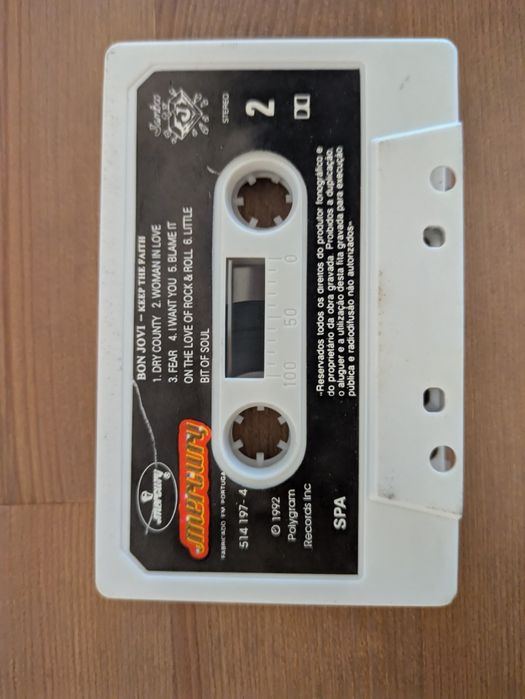 BON JOVI - KEEP THE FAITH
1. DRY COUNTY 2. WOMAN IN LOVE
3. FEAR 4. I WANT YOU 5. BLAME IT
ON THE LOVE OF ROCK & ROLL 6. LITTLE
BIT OF SOUL
mercury
mercury
FABRICADO EM PORTUGAL
514 197- 4
℗ 1992
Polygram
Records Inc
SPA
Jambco
STEREO
2
100 50 0
«Reservados todos os direitos do produtor fonográfico e
do proprietário da obra gravada. Proibidos a duplicação,
o aluguer e a utilização desta fita gravada para execução
pública e radiodifusão não autorizados»